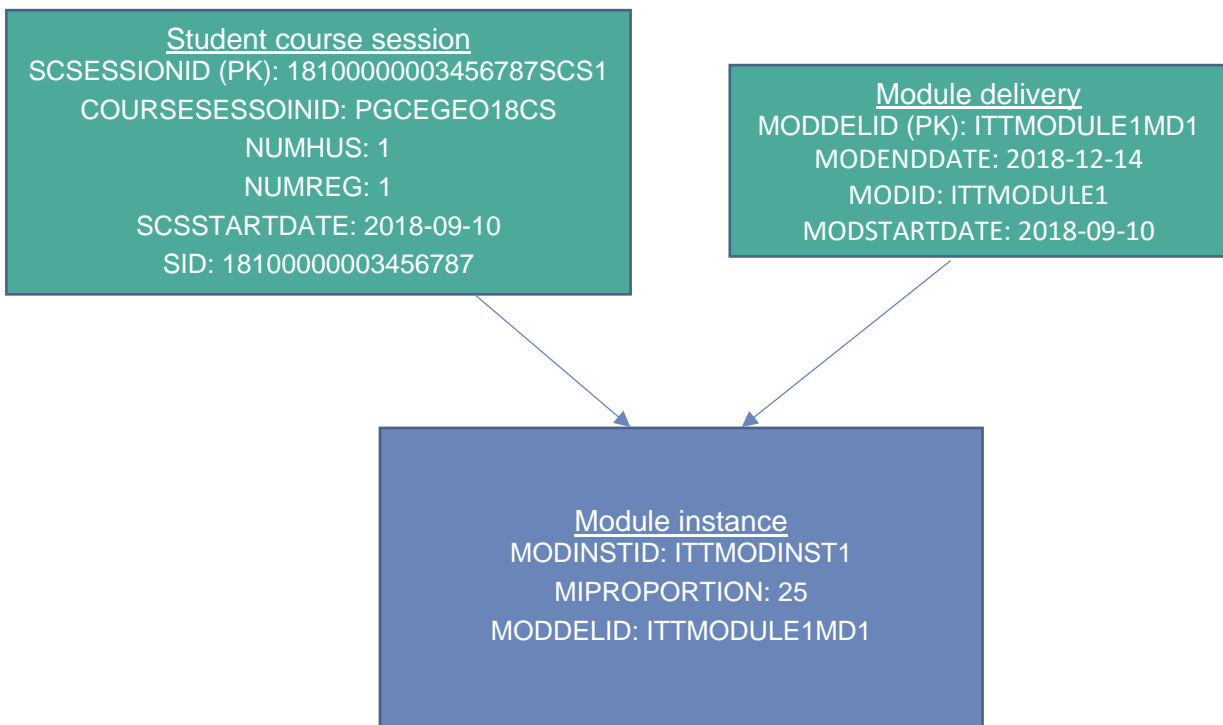 Student course session
SCSESSIONID (PK): 18100000003456787SCS1
COURSESESSOINID: PGCEGEO18CS
NUMHUS: 1
NUMREG: 1
SCSSTARTDATE: 2018-09-10
SID: 18100000003456787
Module delivery
MODDELID (PK): ITTMODULE1MD1
MODENDDATE: 2018-12-14
MODID: ITTMODULE1
MODSTARTDATE: 2018-09-10
Module instance
MODINSTID: ITTMODINST1
MIPROPORTION: 25
MODDELID: ITTMODULE1MD1